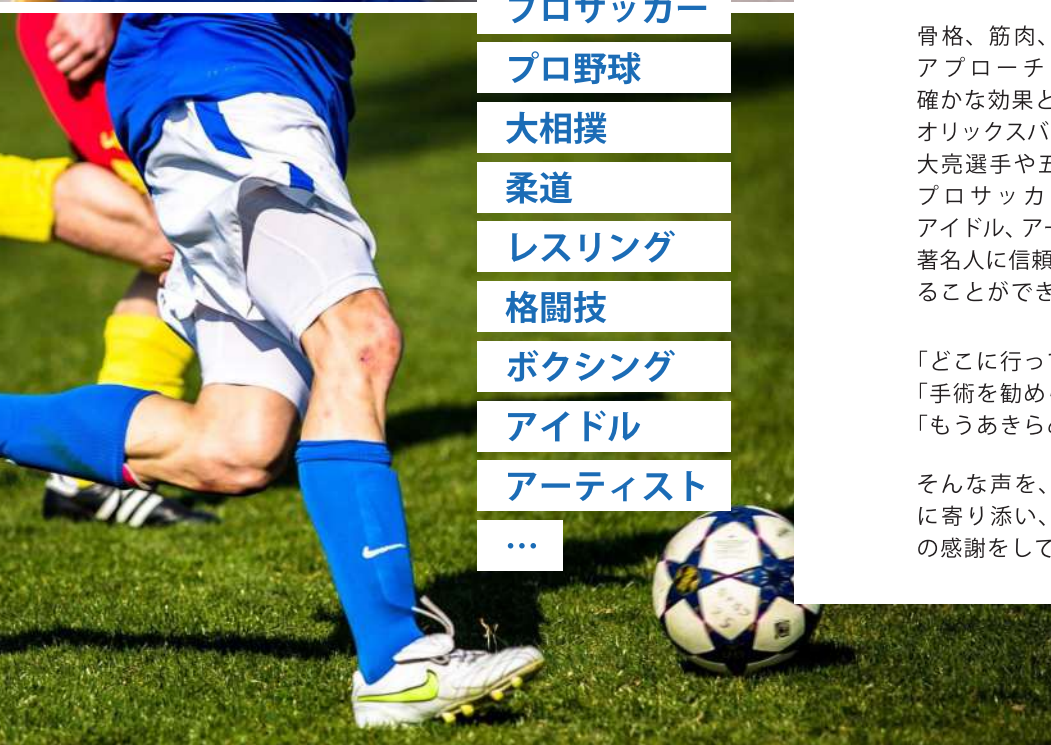 プロサッカー
プロ野球
大相撲
柔道
レスリング
格闘技
ボクシング
アイドル
アーティスト
…
骨格、筋肉、
アプローチ
確かな効果と
オリックスバ
大亮選手や五
プロサッカ
アイドル、アー
著名人に信頼
ることができ
「どこに行って
「手術を勧め
「もうあきらめ
そんな声を、
に寄り添い、
の感謝をして